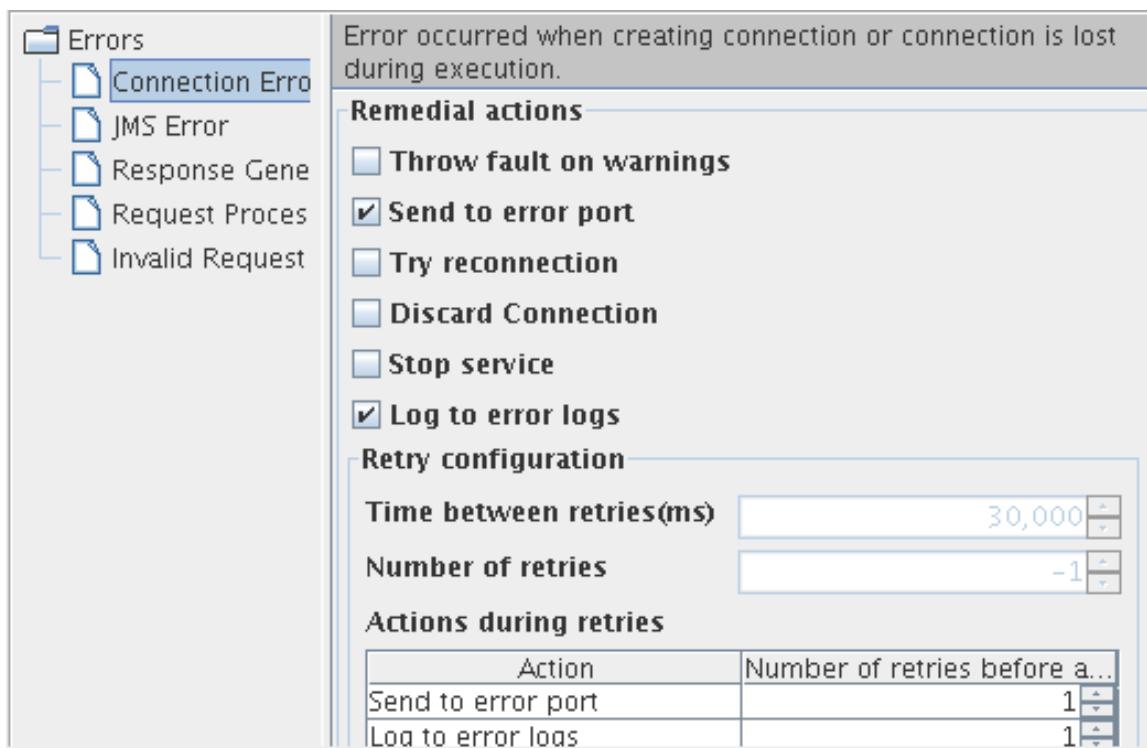 Errors
Connection Erro
JMS Error
Response Gene
Request Proces
Invalid Request
Error occurred when creating connection or connection is lost
during execution.
Remedial actions
Throw fault on warnings
Send to error port
Try reconnection
Discard Connection
Stop service
Log to error logs
Retry configuration
Time between retries(ms) 30,000
Number of retries -1
Actions during retries
Action Number of retries before a...
Send to error port 1
Log to error logs 1